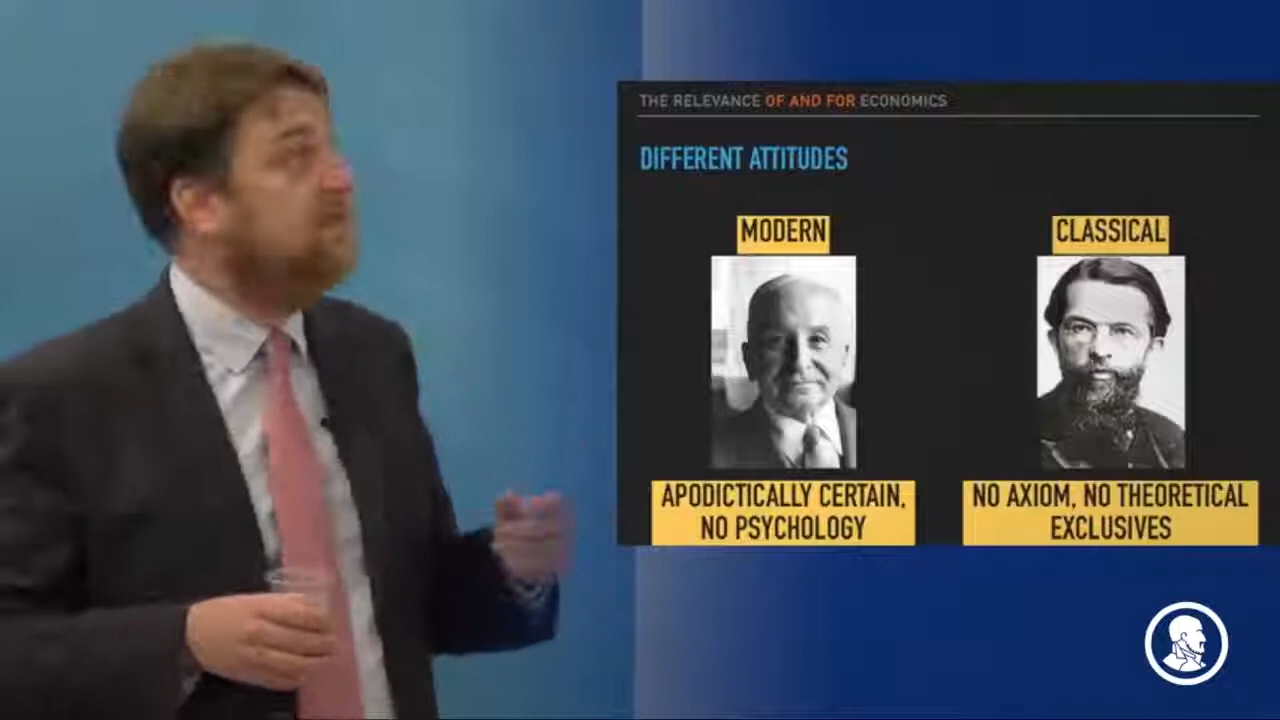 THE RELEVANCE OF AND FOR ECONOMICS
DIFFERENT ATTITUDES
MODERN
CLASSICAL
APODICTICALLY CERTAIN,
NO PSYCHOLOGY
NO AXIOM, NO THEORETICAL
EXCLUSIVES